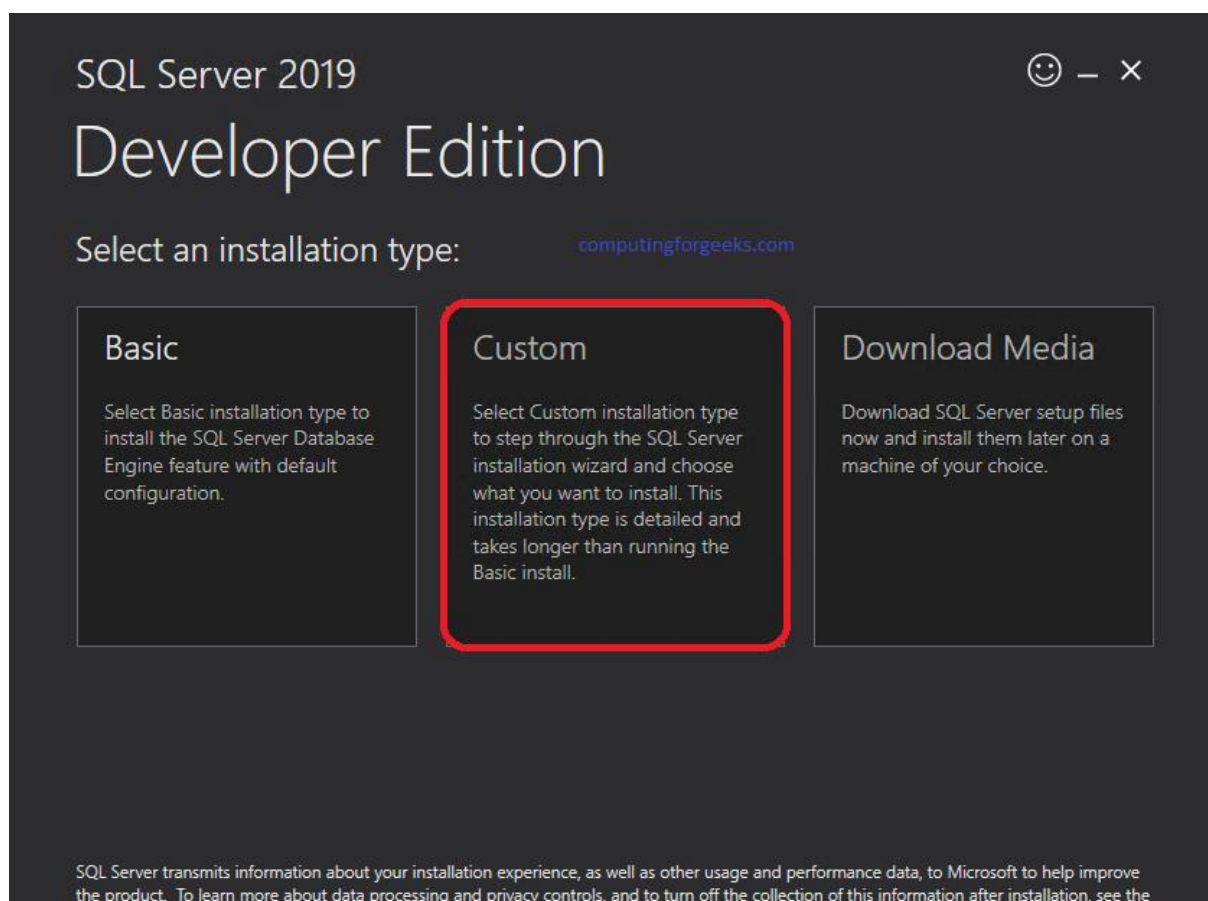 SQL Server 2019
Developer Edition
Select an installation type:
computingforgeeks.com
Basic
Select Basic installation type to
install the SQL Server Database
Engine feature with default
configuration.
Custom
Select Custom installation type
to step through the SQL Server
installation wizard and choose
what you want to install. This
installation type is detailed and
takes longer than running the
Basic install.
Download Media
Download SQL Server setup files
now and install them later on a
machine of your choice.
SQL Server transmits information about your installation experience, as well as other usage and performance data, to Microsoft to help improve
the product. To learn more about data processing and privacy controls, and to turn off the collection of this information after installation, see the